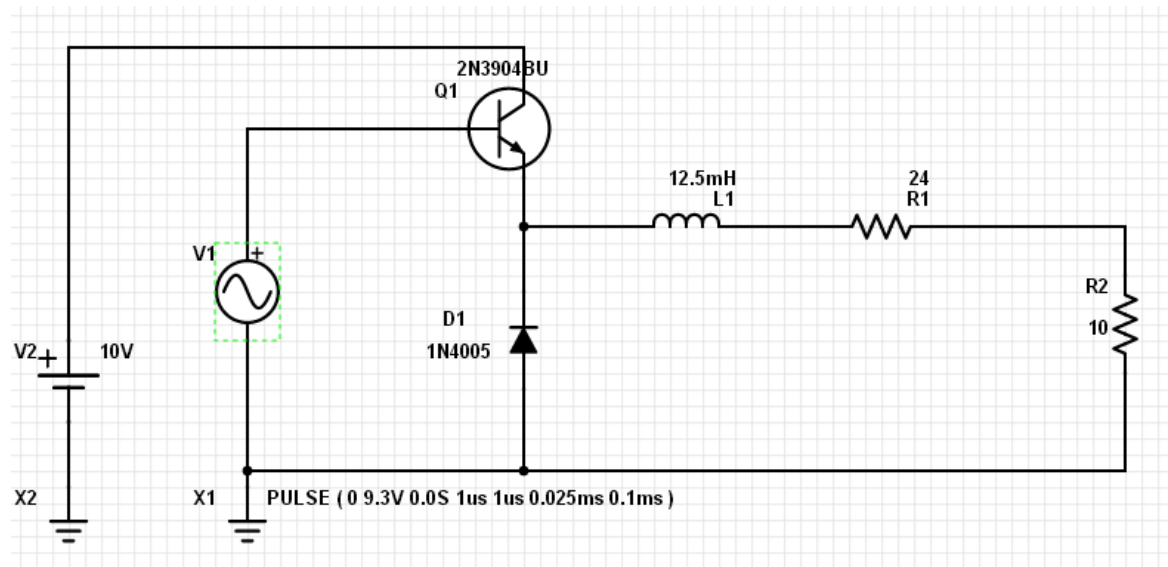 2N3904BU
Q1
12.5mH
L1
24
R1
V1
+
R2
10
D1
1N4005
V2
+
10V
X2
X1
PULSE ( 0 9.3V 0.0S 1us 1us 0.025ms 0.1ms )